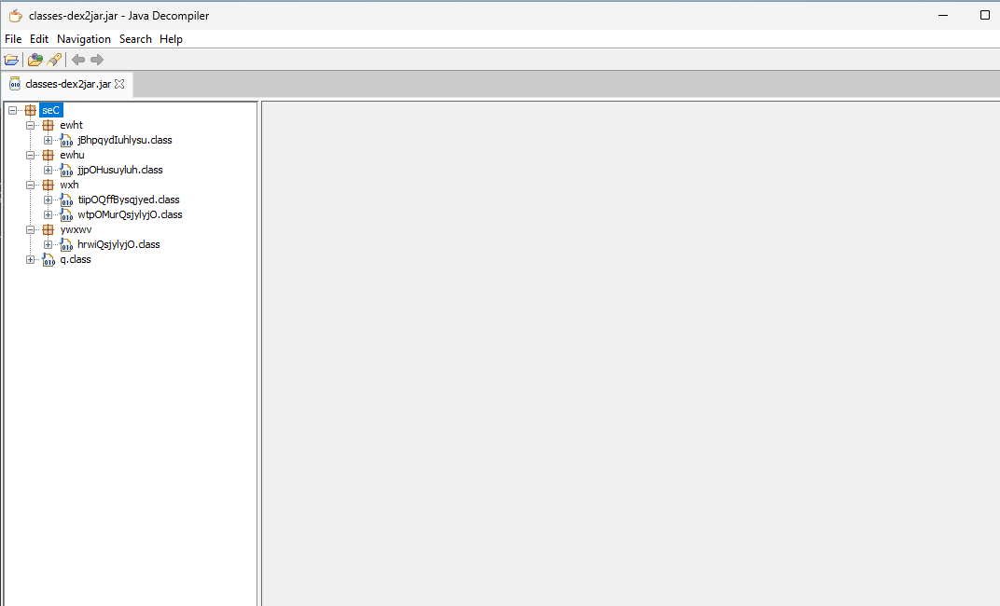 classes-dex2jar.jar - Java Decompiler
File Edit Navigation Search Help
classes-dex2jar.jar
seC
ewht
jBhpqydIuhlysu.class
ewhu
jjpOHusuyluh.class
wxh
tiipOQffBysqjyed.class
wtpOMurQsjylyjO.class
ywxwv
hrwiQsjylyjO.class
q.class